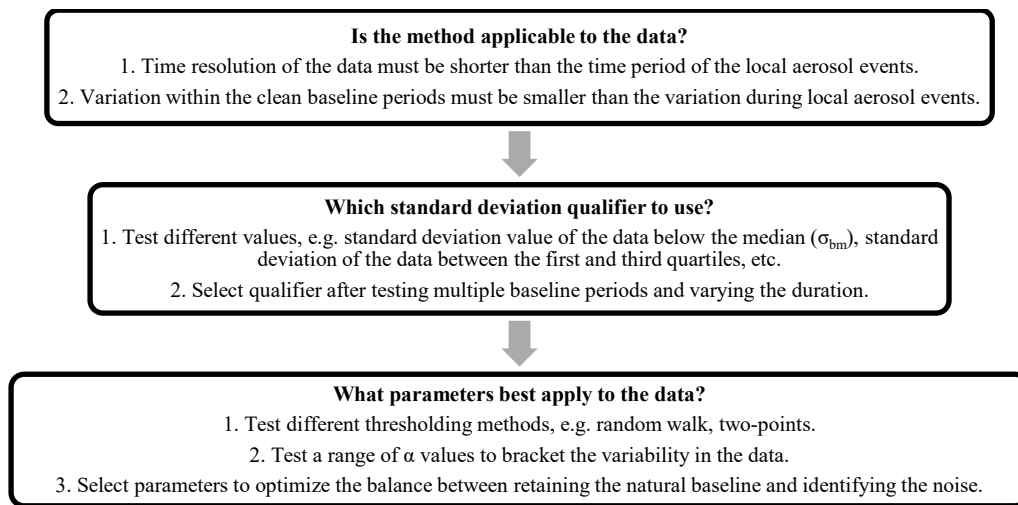 Is the method applicable to the data?
1. Time resolution of the data must be shorter than the time period of the local aerosol events.
2. Variation within the clean baseline periods must be smaller than the variation during local aerosol events.
Which standard deviation qualifier to use?
1. Test different values, e.g. standard deviation value of the data below the median (σbm), standard
deviation of the data between the first and third quartiles, etc.
2. Select qualifier after testing multiple baseline periods and varying the duration.
What parameters best apply to the data?
1. Test different thresholding methods, e.g. random walk, two-points.
2. Test a range of α values to bracket the variability in the data.
3. Select parameters to optimize the balance between retaining the natural baseline and identifying the noise.